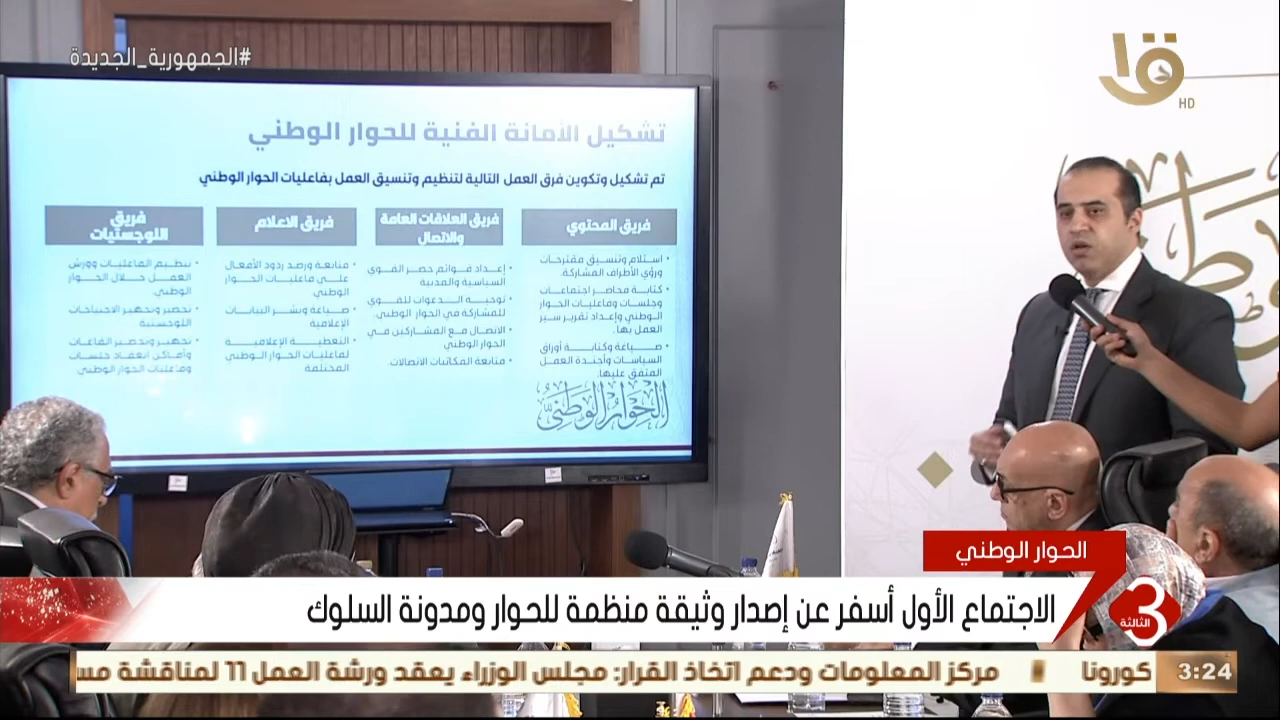 #الجمهورية_الجديدة
HD
تشكيل الأمانة الفنية للحوار الوطني
تم تشكيل وتكوين فرق العمل التالية لتنظيم وتنسيق العمل بفاعليات الحوار الوطني
فريق المحتوي
استلام وتنسيق مقترحات
ورؤي الأطراف المشاركة.
كتابة محاضر اجتماعات
وجلسات وفاعليات الحوار
الوطني وإعداد تقرير سير
العمل بها.
صياغة وكتابة أوراق
السياسات وأجندة العمل
المتفق عليها.
فريق العلاقات العامة
والاتصال
إعداد قوائم حصر القوي
السياسية والمدنية
توجيه الدعوات للقوي
للمشاركة في الحوار الوطني.
الاتصال مع المشاركين في
الحوار الوطني
متابعة المكاتبات الاتصالات.
فريق الاعلام
متابعة ورصد ردود الأفعال
علي فاعليات الحوار
الوطني.
صياغة ونشر البيانات
الإعلامية
التغطية الإعلامية
لفاعليات الحوار الوطني
المختلفة
فريق
اللوجستيات
تنظيم الفاعليات وورش
العمل خلال الحوار
الوطني.
تحضير وتجهيز الاحتياجات
اللوجستية
تجهيز وتحضير القاعات
وأماكن انعقاد جلسات
وفاعليات الحوار الوطني
الحوار الوطني
الحوار الوطني
الاجتماع الأول أسفر عن إصدار وثيقة منظمة للحوار ومدونة السلوك
3
الثالثة
3:24
كورونا
مركز المعلومات ودعم اتخاذ القرار: مجلس الوزراء يعقد ورشة العمل 11 لمناقشة